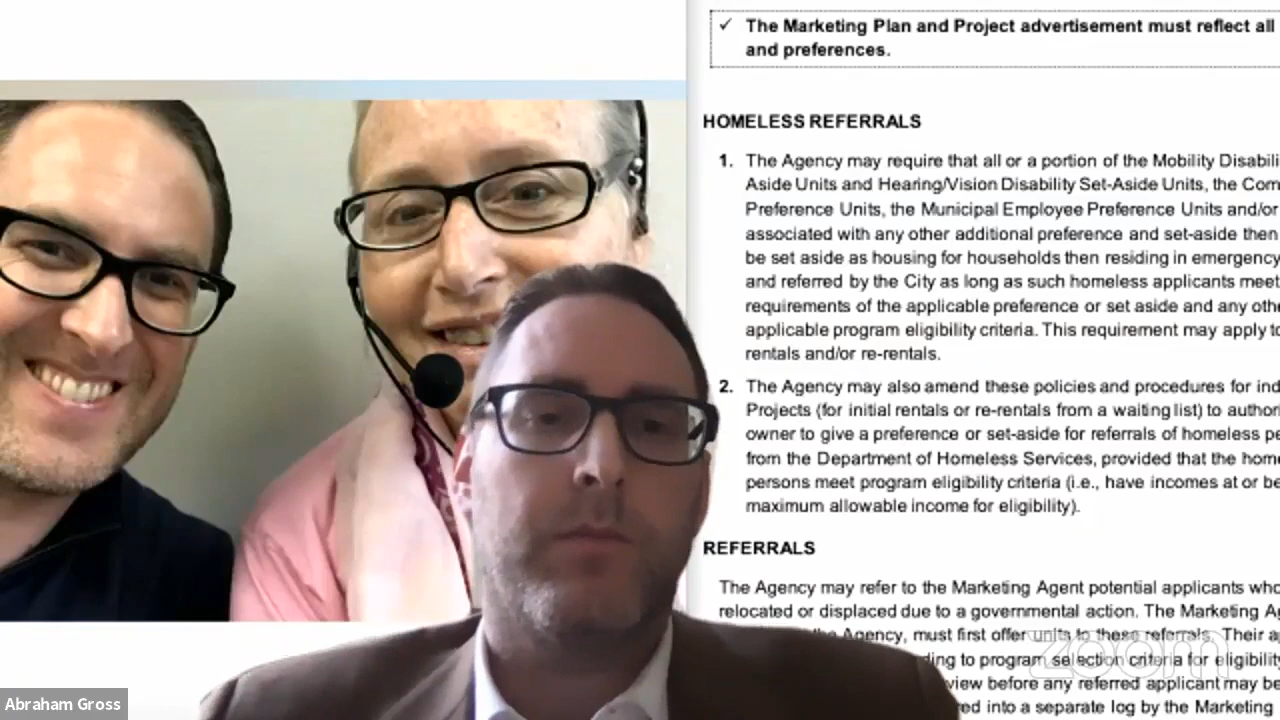 ✓ The Marketing Plan and Project advertisement must reflect all
and preferences.
HOMELESS REFERRALS
1. The Agency may require that all or a portion of the Mobility Disabili
Aside Units and Hearing/Vision Disability Set-Aside Units, the Com
Preference Units, the Municipal Employee Preference Units and/or
associated with any other additional preference and set-aside then
be set aside as housing for households then residing in emergency
and referred by the City as long as such homeless applicants meet
requirements of the applicable preference or set aside and any othe
applicable program eligibility criteria. This requirement may apply to
rentals and/or re-rentals.
2. The Agency may also amend these policies and procedures for ind
Projects (for initial rentals or re-rentals from a waiting list) to author
owner to give a preference or set-aside for referrals of homeless pe
from the Department of Homeless Services, provided that the home
persons meet program eligibility criteria (i.e., have incomes at or be
maximum allowable income for eligibility).
REFERRALS
The Agency may refer to the Marketing Agent potential applicants who
relocated or displaced due to a governmental action. The Marketing Ag
the Agency, must first offer units to these referrals. Their a
ding to program selection criteria for eligibility
view before any referred applicant may be
ed into a separate log by the Marketing
zoom
Abraham Gross